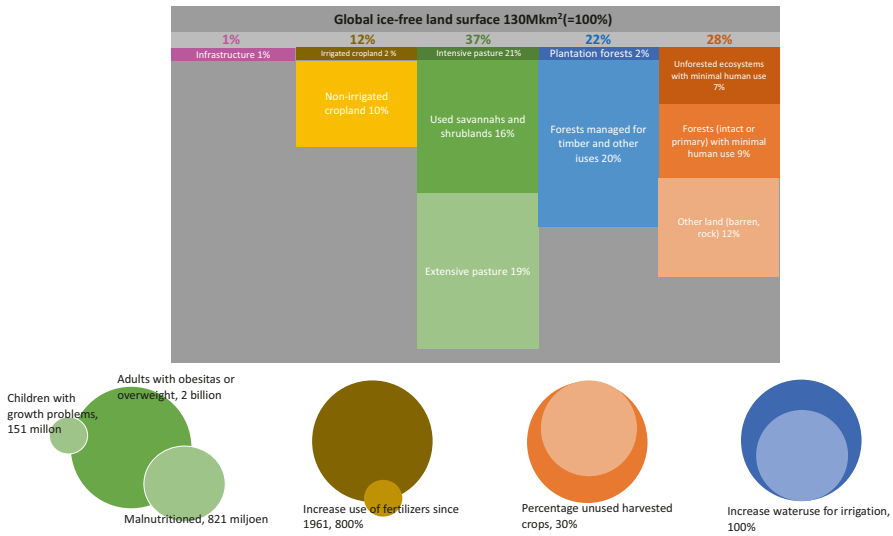 Global ice-free land surface 130Mkm²(=100%)
1%
12%
37%
22%
28%
Infrastructure 1%
Irrigated cropland 2 %
Intensive pasture 21%
Plantation forests 2%
Unforested ecosystems
with minimal human use
7%
Non-irrigated
cropland 10%
Used savannahs and
shrublands 16%
Forests managed for
timber and other
iuses 20%
Forests (intact or
primary) with minimal
human use 9%
Other land (barren,
rock) 12%
Extensive pasture 19%
Adults with obesitas or
overweight, 2 billion
Children with
growth problems,
151 millon
Malnutritioned, 821 miljoen
Increase use of fertilizers since
1961, 800%
Percentage unused harvested
crops, 30%
Increase wateruse for irrigation,
100%